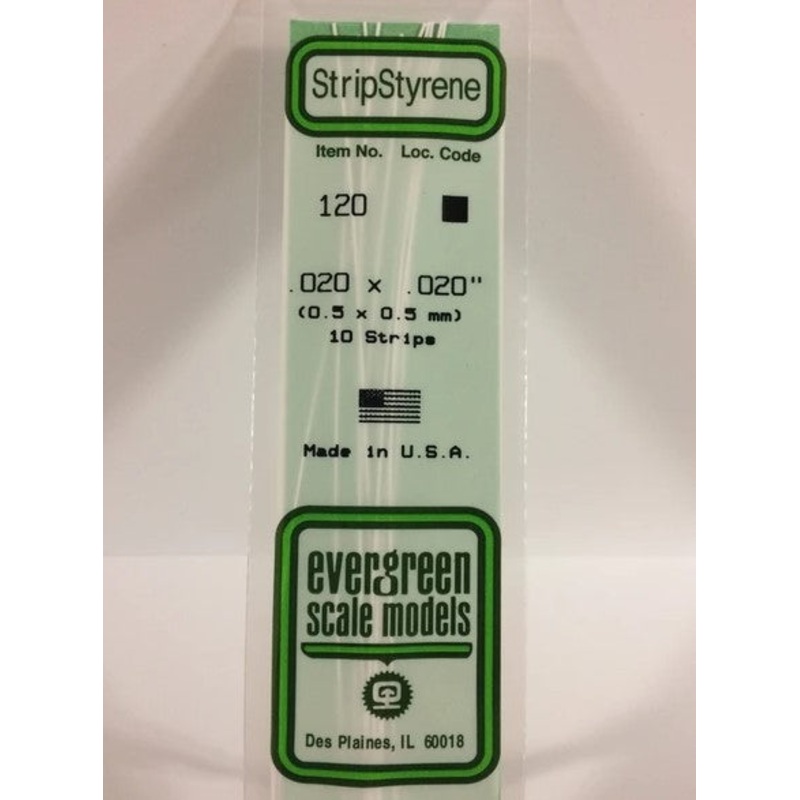 StripStyrene
Item No. Loc. Code
120
.020 x .020"
(0.5 x 0.5 mm)
10 Strips
Made in U.S.A.
evergreen
scale models
Des Plaines, IL 60018